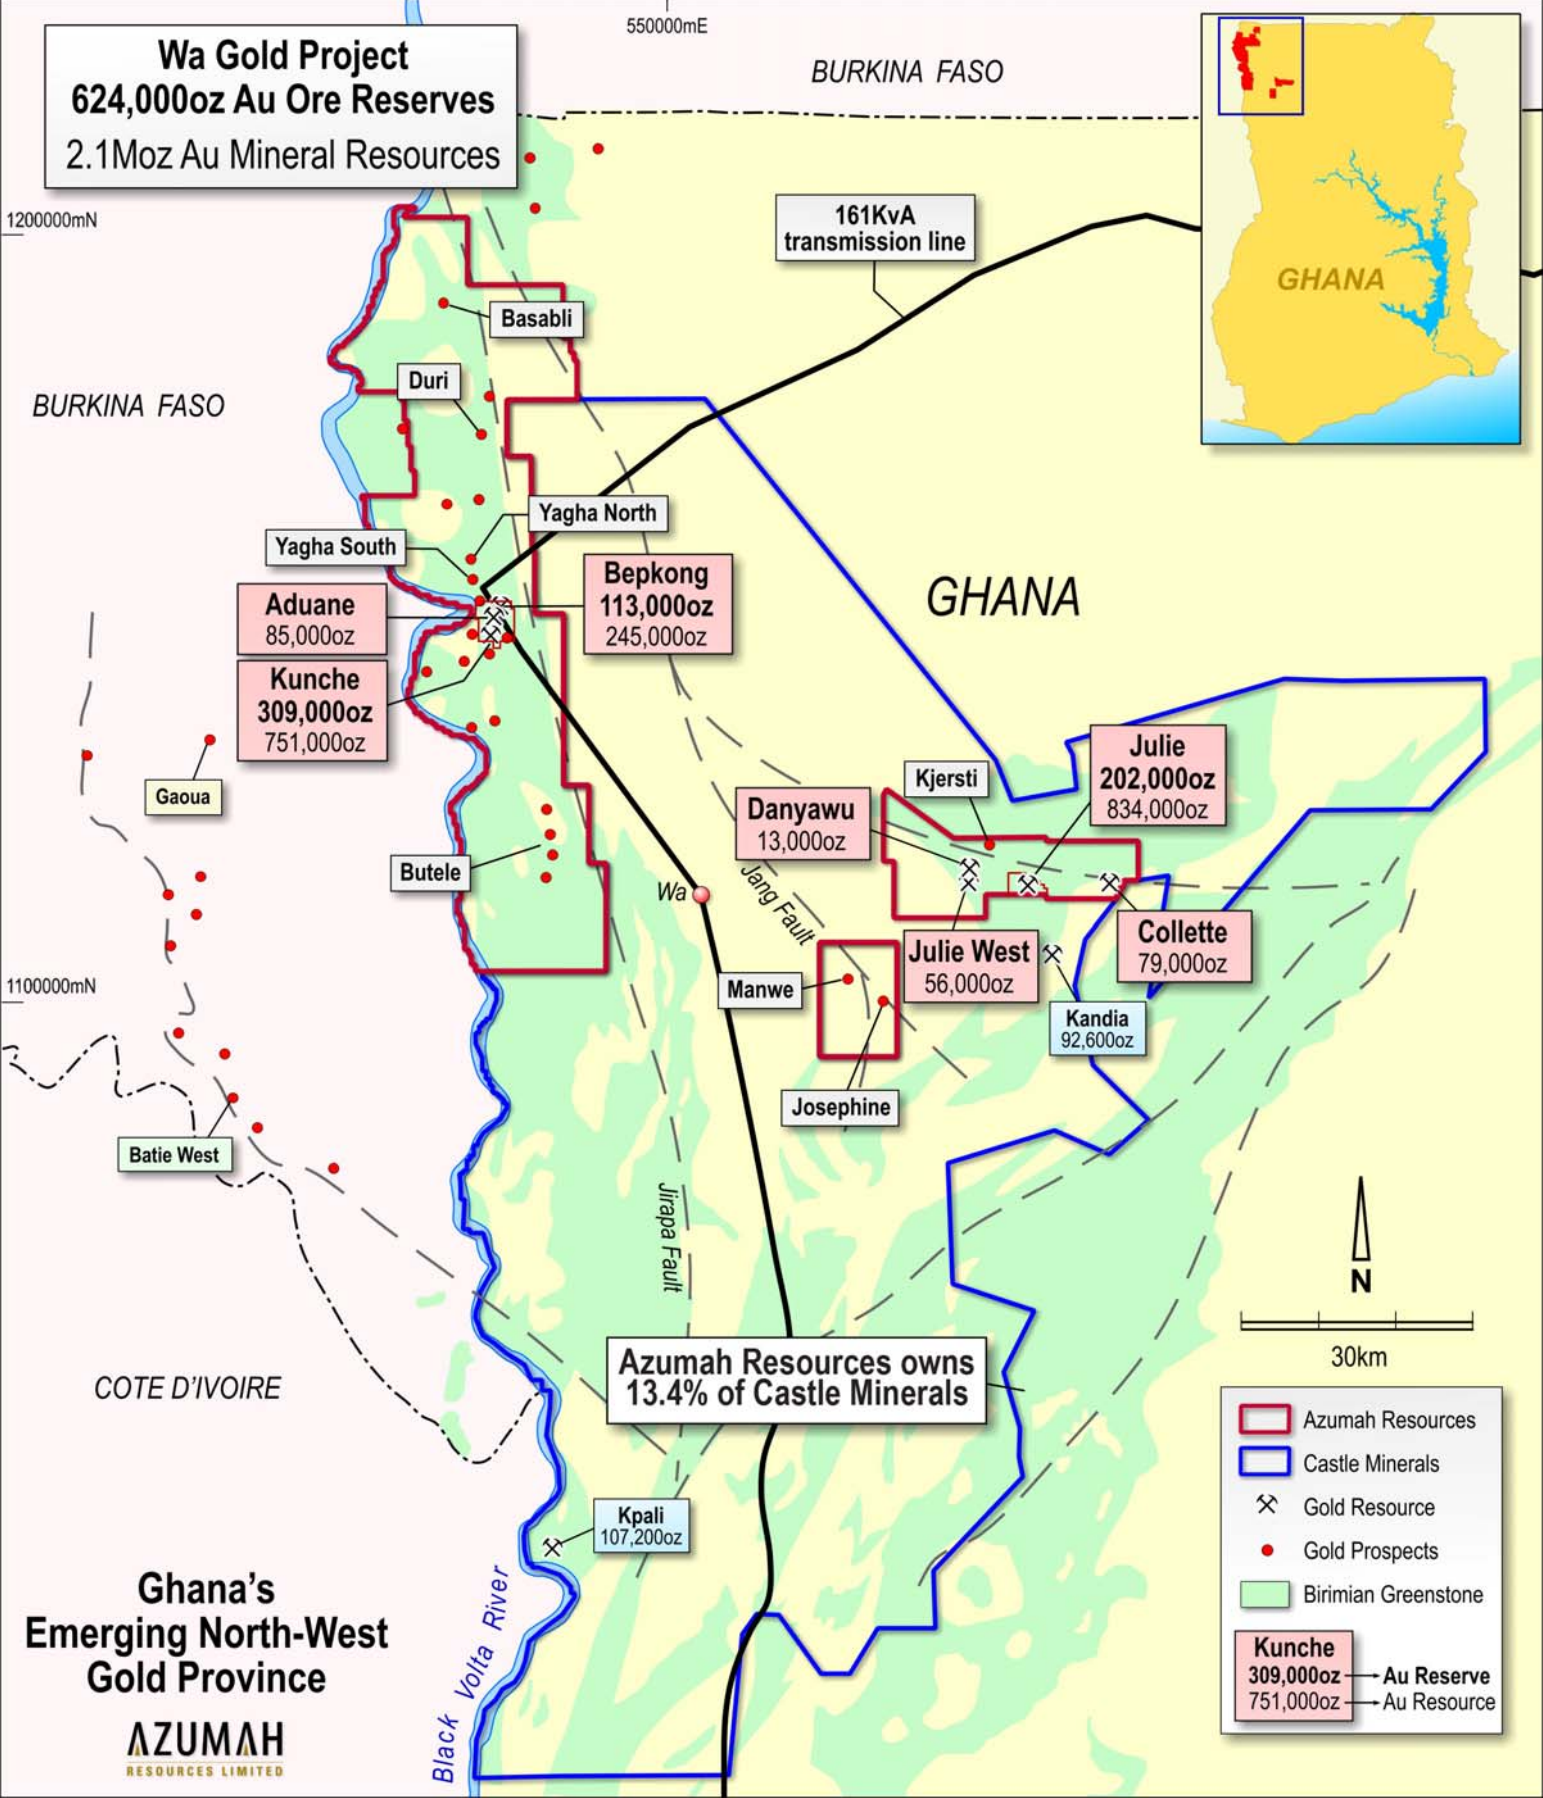 550000mE
Wa Gold Project
624,000oz Au Ore Reserves
2.1Moz Au Mineral Resources
BURKINA FASO
1200000mN
161KvA
transmission line
GHANA
Basabli
Duri
BURKINA FASO
Yagha North
Yagha South
Bepkong
113,000oz
245,000oz
Aduane
85,000oz
Kunche
309,000oz
751,000oz
GHANA
Gaoua
Julie
202,000oz
834,000oz
Kjersti
Danyawu
13,000oz
Butele
Wa
Jang Fault
Collette
79,000oz
Julie West
56,000oz
1100000mN
Manwe
Kandia
92,600oz
Josephine
Batie West
Jirapa Fault
N
30km
COTE D'IVOIRE
Azumah Resources owns
13.4% of Castle Minerals
Azumah Resources
Castle Minerals
Gold Resource
Gold Prospects
Birimian Greenstone
Kunche
309,000oz Au Reserve
751,000oz Au Resource
Kpali
107,200oz
Black Volta River
Ghana's
Emerging North-West
Gold Province
AZUMAH
RESOURCES LIMITED